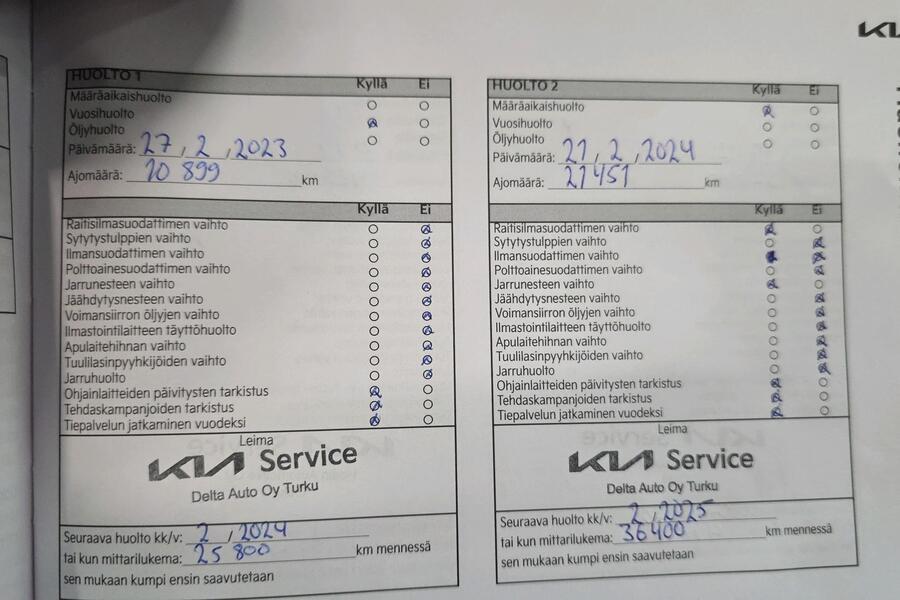 KIA
HUOLTO 1 Kyllä Ei
Määräaikaishuolto
Vuosihuolto
Öljyhuolto
Päivämäärä: 27, 2, 2023
Ajomäärä: 10 899 km
Kyllä Ei
Raitisilmasuodattimen vaihto
Sytytystulppien vaihto
Ilmansuodattimen vaihto
Polttoainesuodattimen vaihto
Jarrunesteen vaihto
Jäähdytysnesteen vaihto
Voimansiirron öljyjen vaihto
Ilmastointilaitteen täyttöhuolto
Apulaitehihnan vaihto
Tuulilasinpyyhkijöiden vaihto
Jarruhuolto
Ohjainlaitteiden päivitysten tarkistus
Tehdaskampanjoiden tarkistus
Tiepalvelun jatkaminen vuodeksi
Leima
KIA Service
Delta Auto Oy Turku
Seuraava huolto kk/v: 2, 2024
tai kun mittarilukema: 25 800 km mennessä
sen mukaan kumpi ensin saavutetaan
HUOLTO 2 Kyllä Ei
Määräaikaishuolto
Vuosihuolto
Öljyhuolto
Päivämäärä: 21, 2, 2024
Ajomäärä: 21451 km
Kyllä Ei
Raitisilmasuodattimen vaihto
Sytytystulppien vaihto
Ilmansuodattimen vaihto
Polttoainesuodattimen vaihto
Jarrunesteen vaihto
Jäähdytysnesteen vaihto
Voimansiirron öljyjen vaihto
Ilmastointilaitteen täyttöhuolto
Apulaitehihnan vaihto
Tuulilasinpyyhkijöiden vaihto
Jarruhuolto
Ohjainlaitteiden päivitysten tarkistus
Tehdaskampanjoiden tarkistus
Tiepalvelun jatkaminen vuodeksi
Leima
KIA Service
Delta Auto Oy Turku
Seuraava huolto kk/v: 2, 2025
tai kun mittarilukema: 36400 km mennessä
sen mukaan kumpi ensin saavutetaan